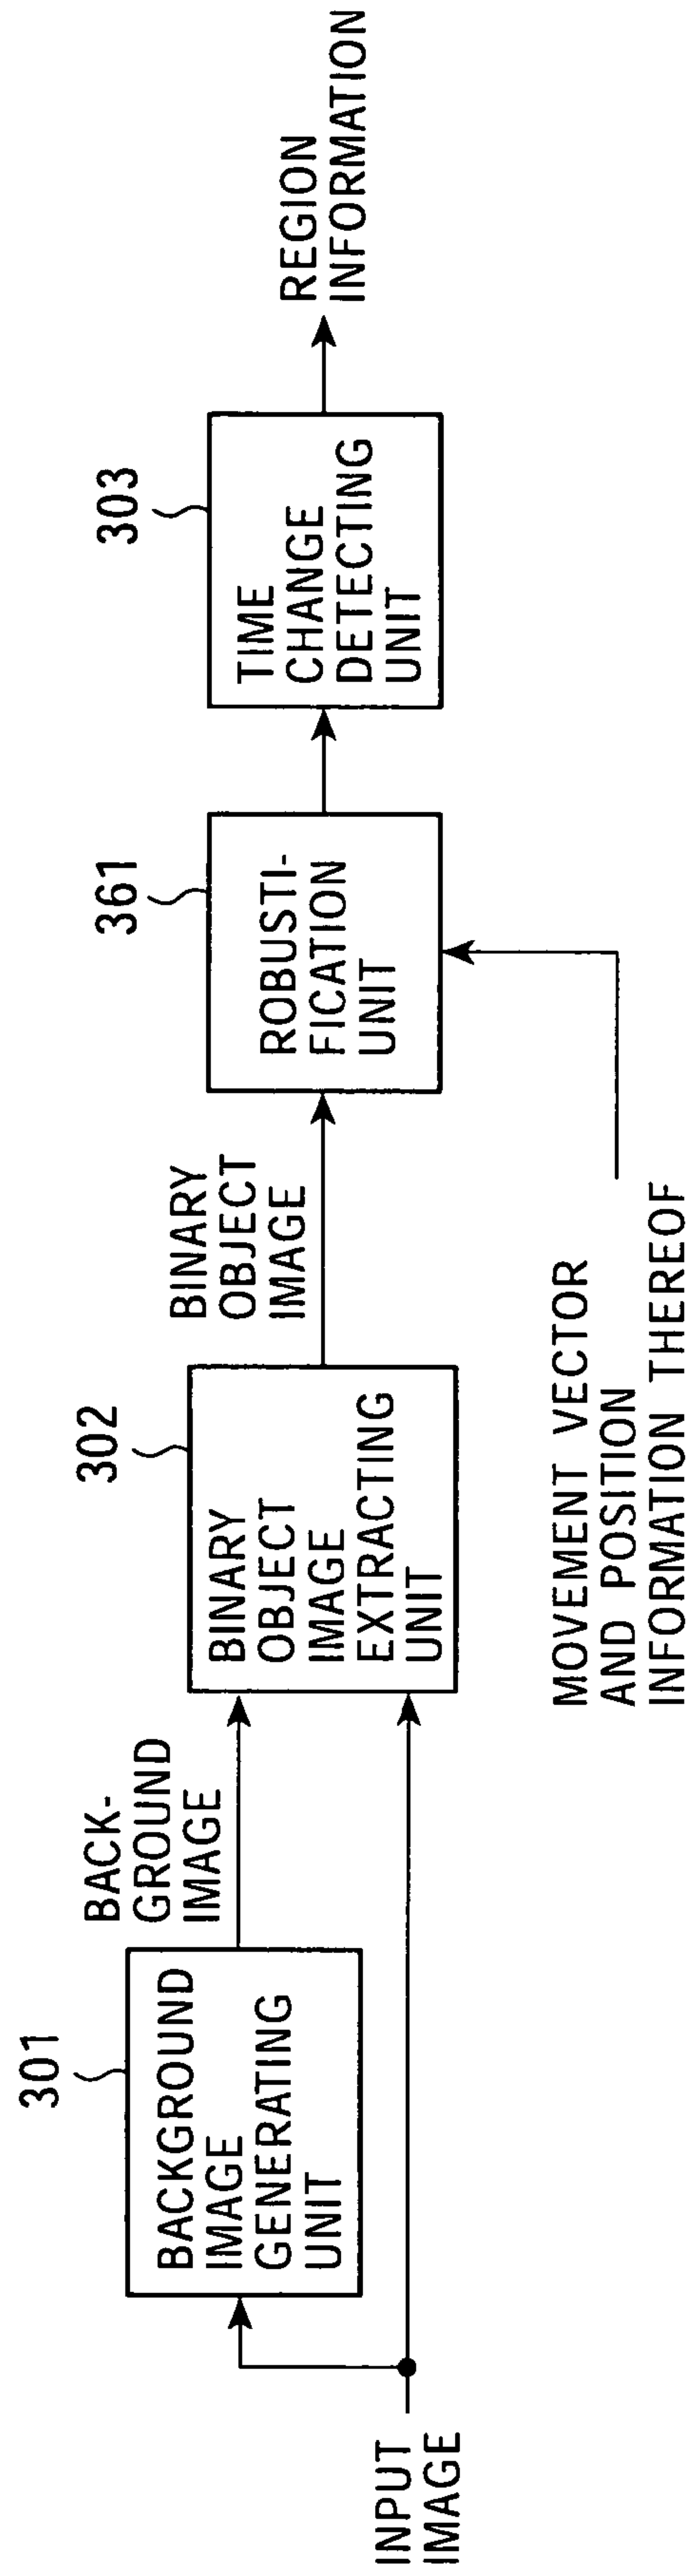 INPUT
IMAGE
301
BACKGROUND
IMAGE
GENERATING
UNIT
BACK-
GROUND
IMAGE
302
BINARY
OBJECT
IMAGE
EXTRACTING
UNIT
BINARY
OBJECT
IMAGE
MOVEMENT VECTOR
AND POSITION
INFORMATION THEREOF
361
ROBUSTI-
FICATION
UNIT
303
TIME
CHANGE
DETECTING
UNIT
REGION
INFORMATION